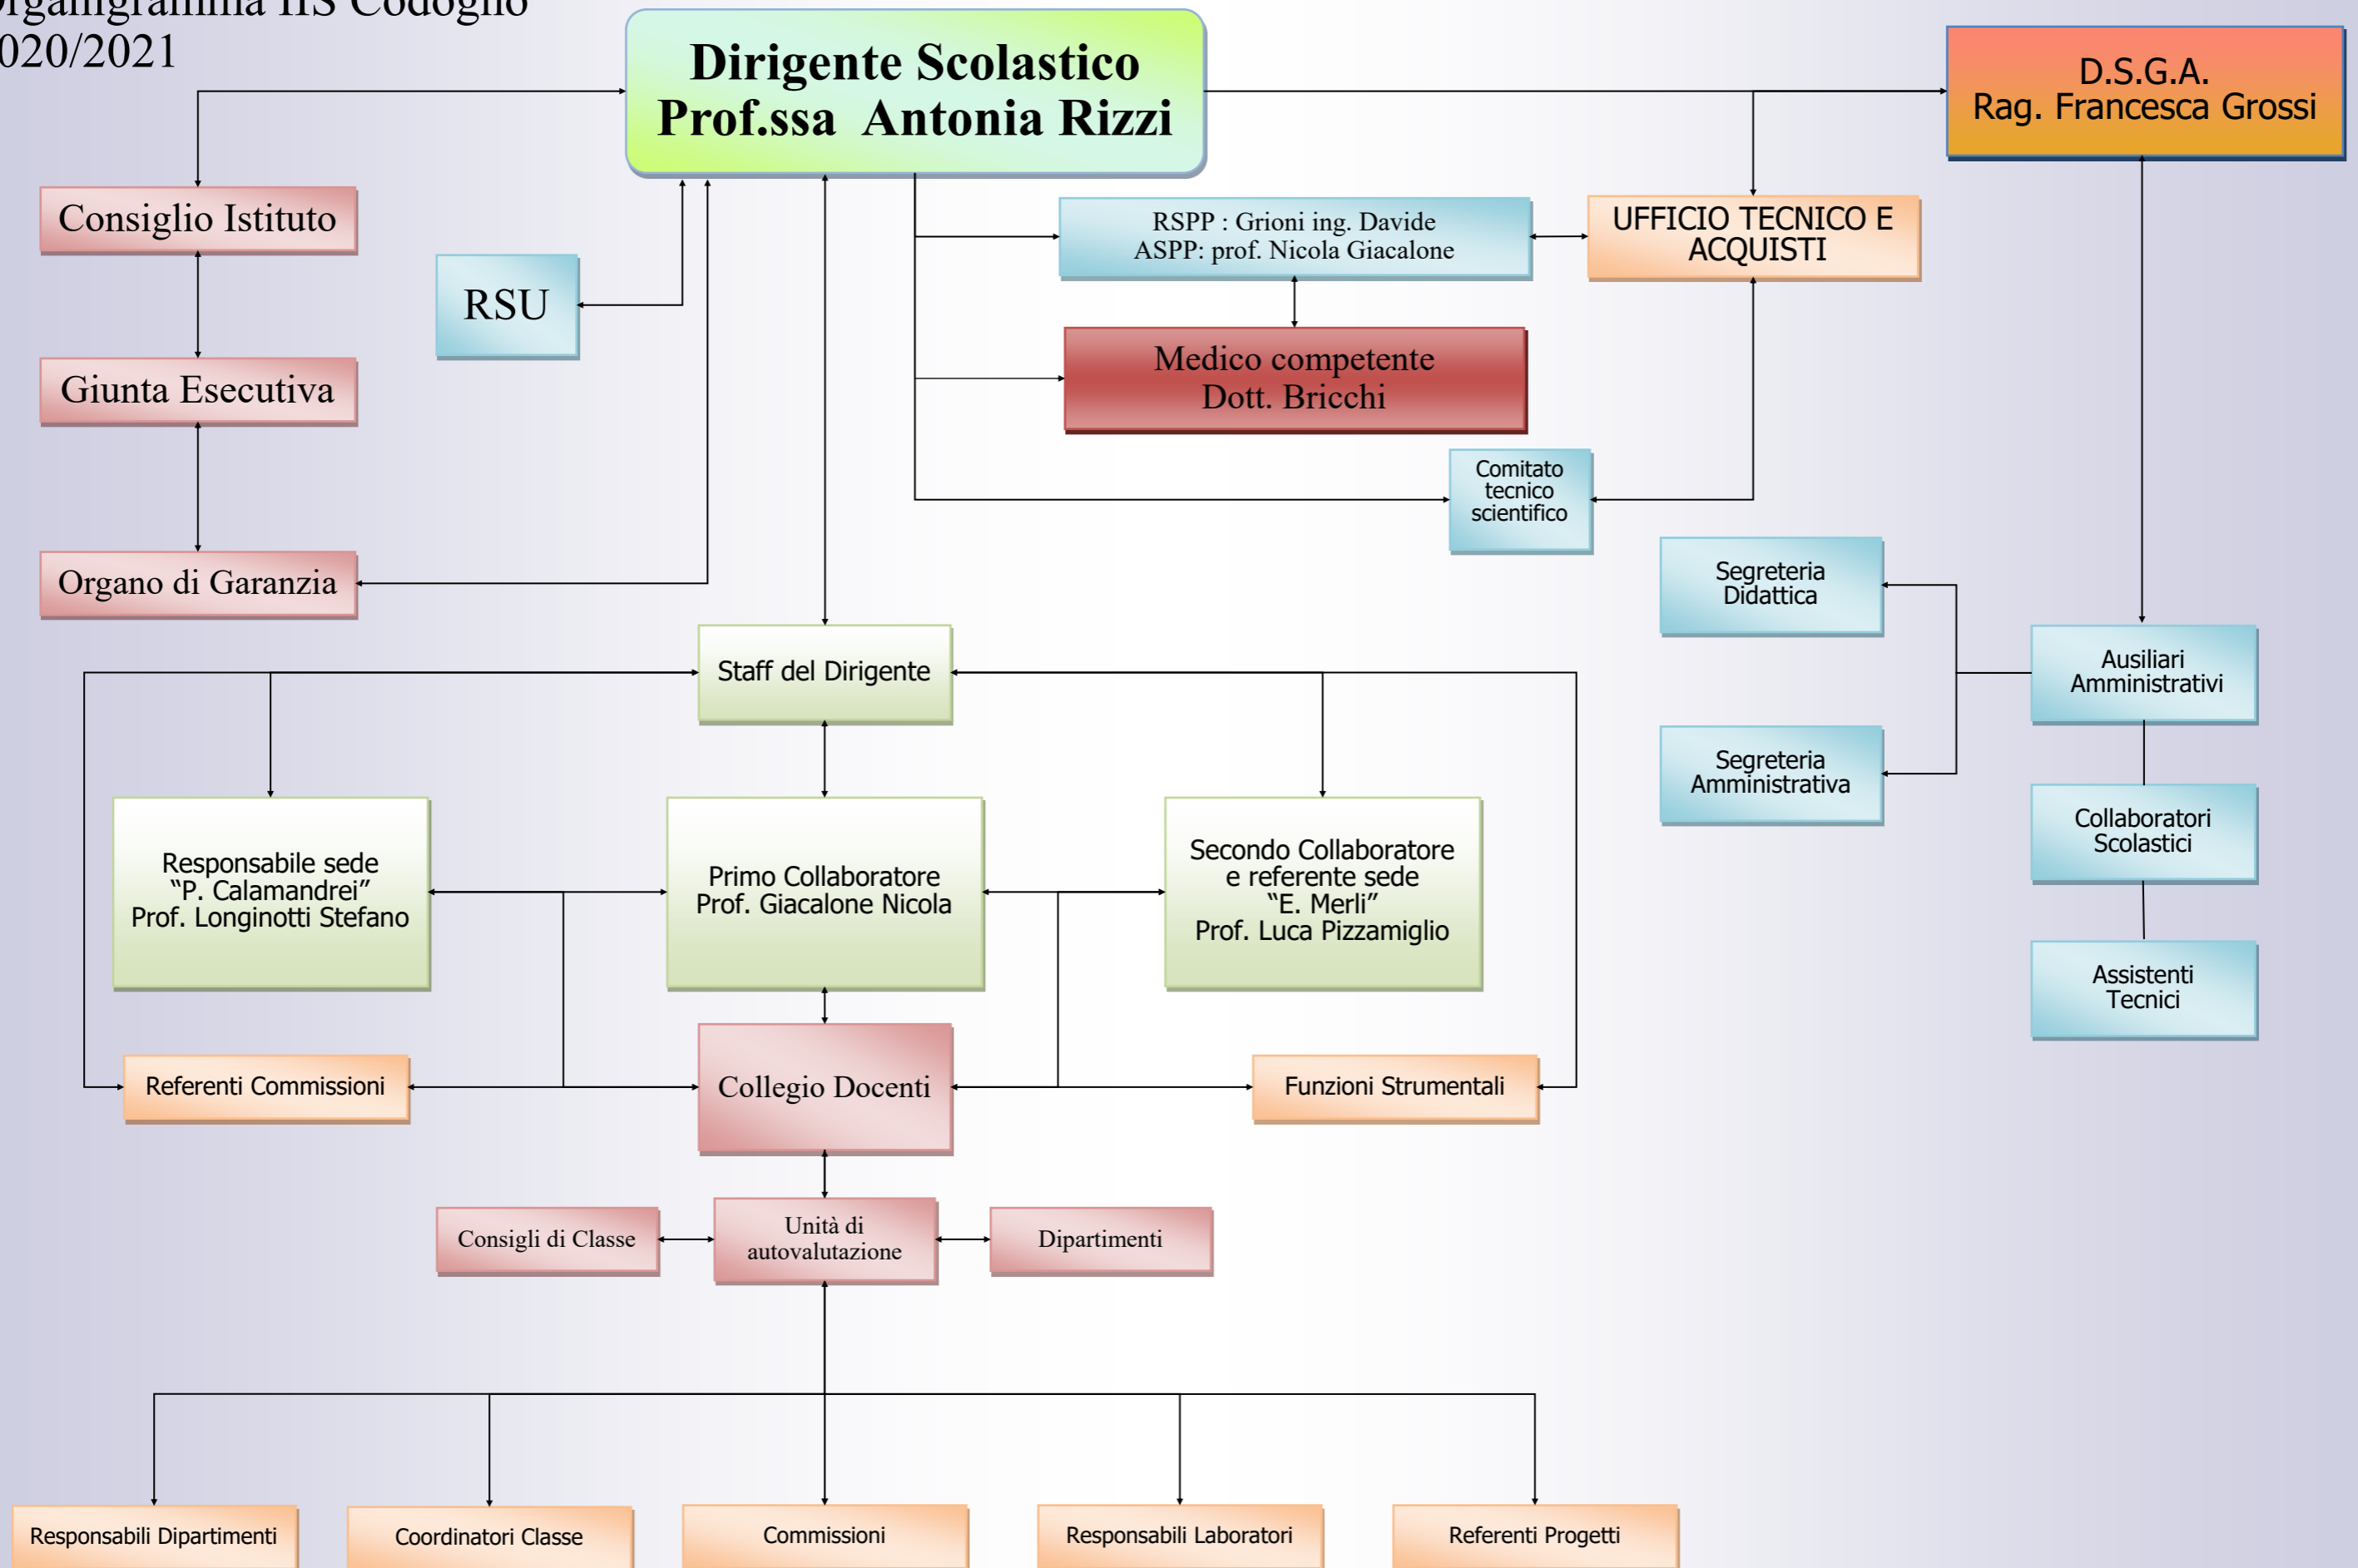 Organigramma IIS Codogno
020/2021
Dirigente Scolastico
Prof.ssa Antonia Rizzi
D.S.G.A.
Rag. Francesca Grossi
Consiglio Istituto
RSPP : Grioni ing. Davide
ASPP: prof. Nicola Giacalone
UFFICIO TECNICO E
ACQUISTI
RSU
Giunta Esecutiva
Medico competente
Dott. Bricchi
Comitato
tecnico
scientifico
Organo di Garanzia
Segreteria
Didattica
Staff del Dirigente
Ausiliari
Amministrativi
Segreteria
Amministrativa
Collaboratori
Scolastici
Responsabile sede
“P. Calamandrei”
Prof. Longinotti Stefano
Primo Collaboratore
Prof. Giacalone Nicola
Secondo Collaboratore
e referente sede
“E. Merli”
Prof. Luca Pizzamiglio
Assistenti
Tecnici
Referenti Commissioni
Collegio Docenti
Funzioni Strumentali
Consigli di Classe
Unità di
autovalutazione
Dipartimenti
Responsabili Dipartimenti
Coordinatori Classe
Commissioni
Responsabili Laboratori
Referenti Progetti